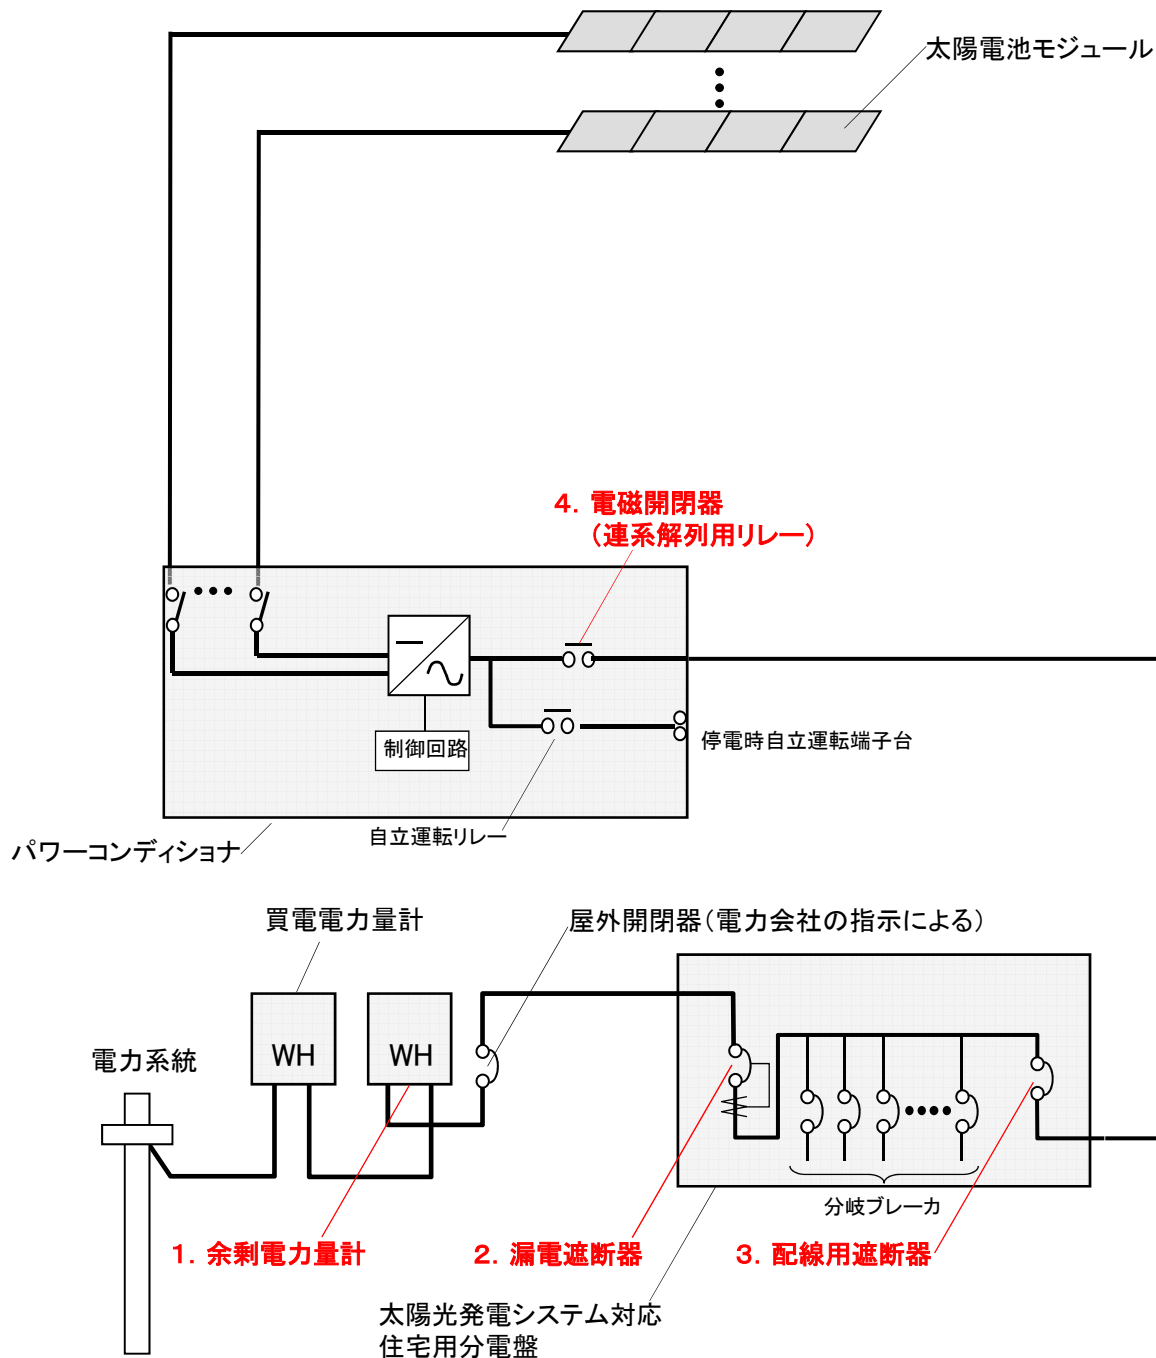 太陽電池モジュール
4. 電磁開閉器
（連系解列用リレー）
制御回路
停電時自立運転端子台
自立運転リレー
パワーコンディショナ
買電電力量計
屋外開閉器（電力会社の指示による）
電力系統
WH
WH
分岐ブレーカ
1. 余剰電力量計
2. 漏電遮断器
3. 配線用遮断器
太陽光発電システム対応
住宅用分電盤